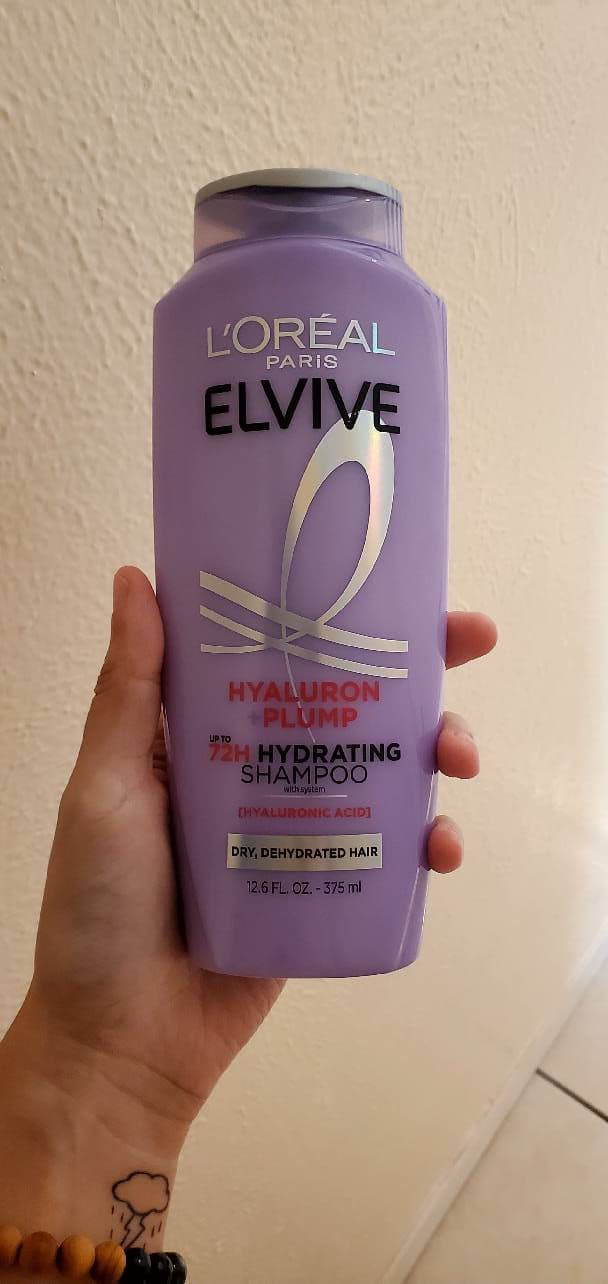 L'ORÉAL
PARIS
ELVIVE
HYALURON
+PLUMP
UP TO
72H HYDRATING
SHAMPOO
with system
[HYALURONIC ACID]
DRY, DEHYDRATED HAIR
12.6 FL. OZ. - 375 ml